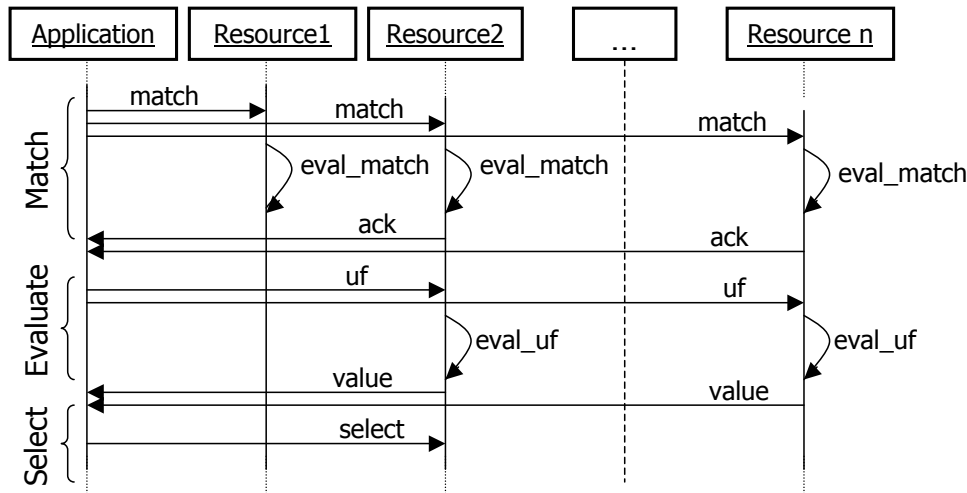 Application
Resource1
Resource2
...
Resource n
Match
match
match
match
eval_match
eval_match
eval_match
ack
ack
Evaluate
uf
uf
eval_uf
eval_uf
value
value
Select
select